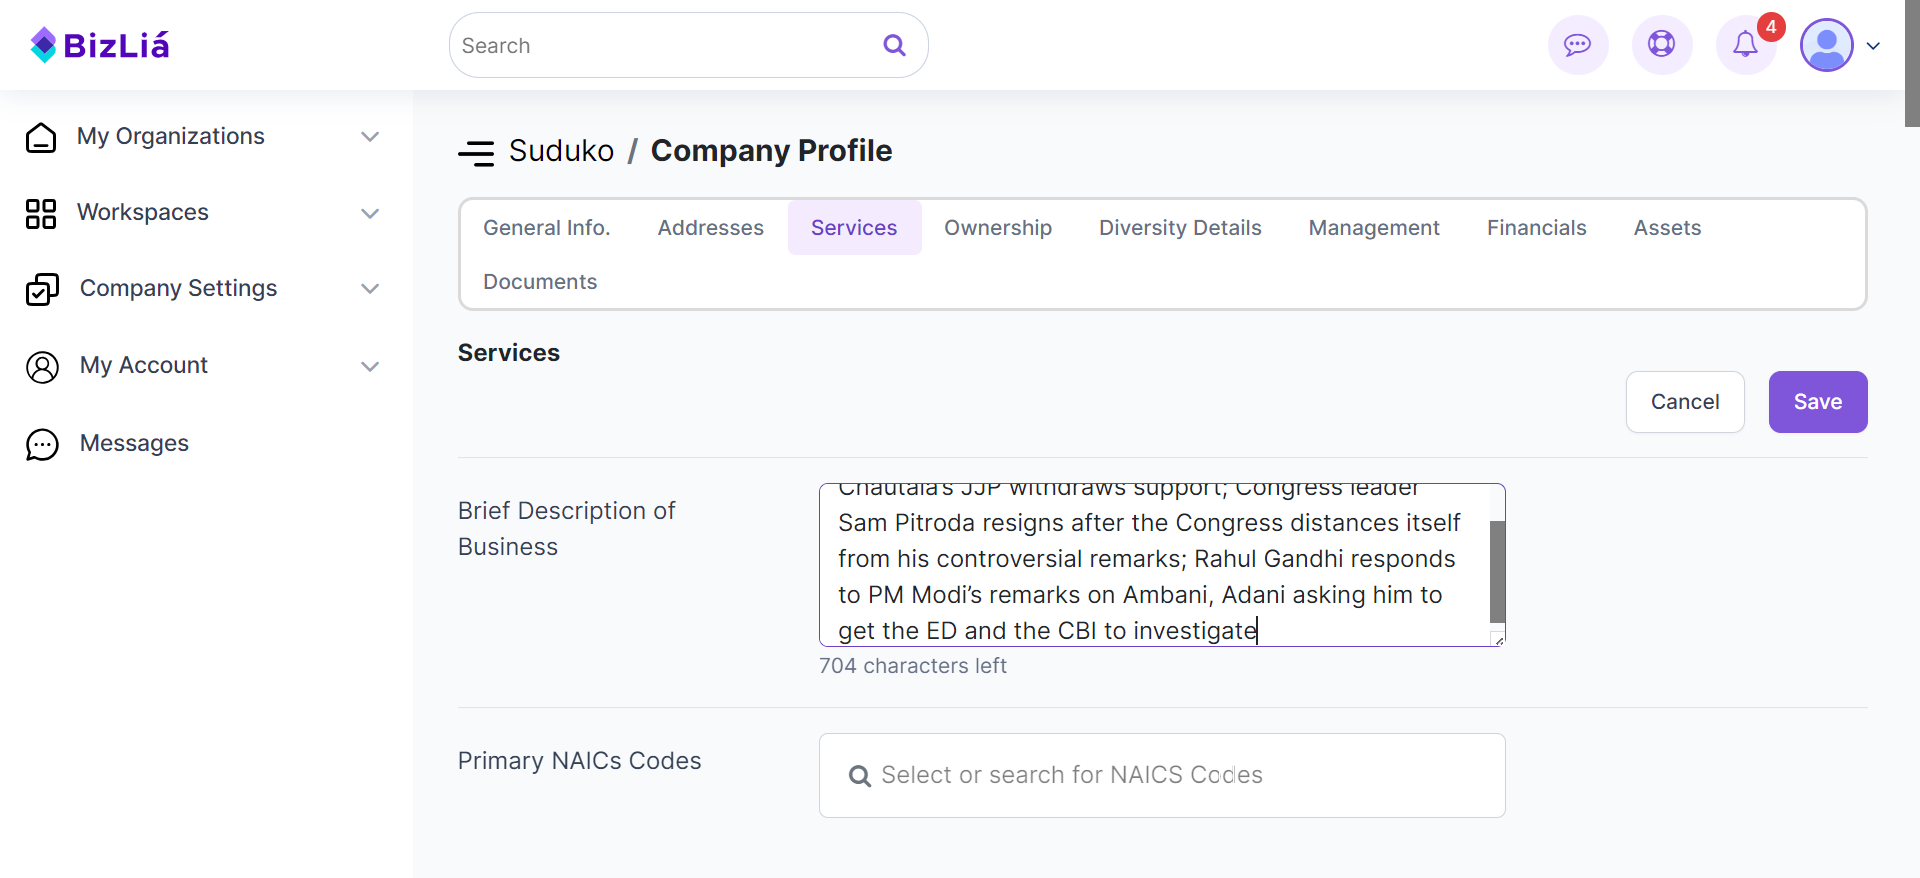 BizLiá
Search
4
My Organizations
Workspaces
Company Settings
My Account
Messages
Suduko / Company Profile
General Info.
Addresses
Services
Ownership
Diversity Details
Management
Financials
Assets
Documents
Services
Cancel
Save
Brief Description of
Business
Chautala's JJP withdraws support; Congress leader
Sam Pitroda resigns after the Congress distances itself
from his controversial remarks; Rahul Gandhi responds
to PM Modi’s remarks on Ambani, Adani asking him to
get the ED and the CBI to investigate
704 characters left
Primary NAICs Codes
Select or search for NAICS Codes